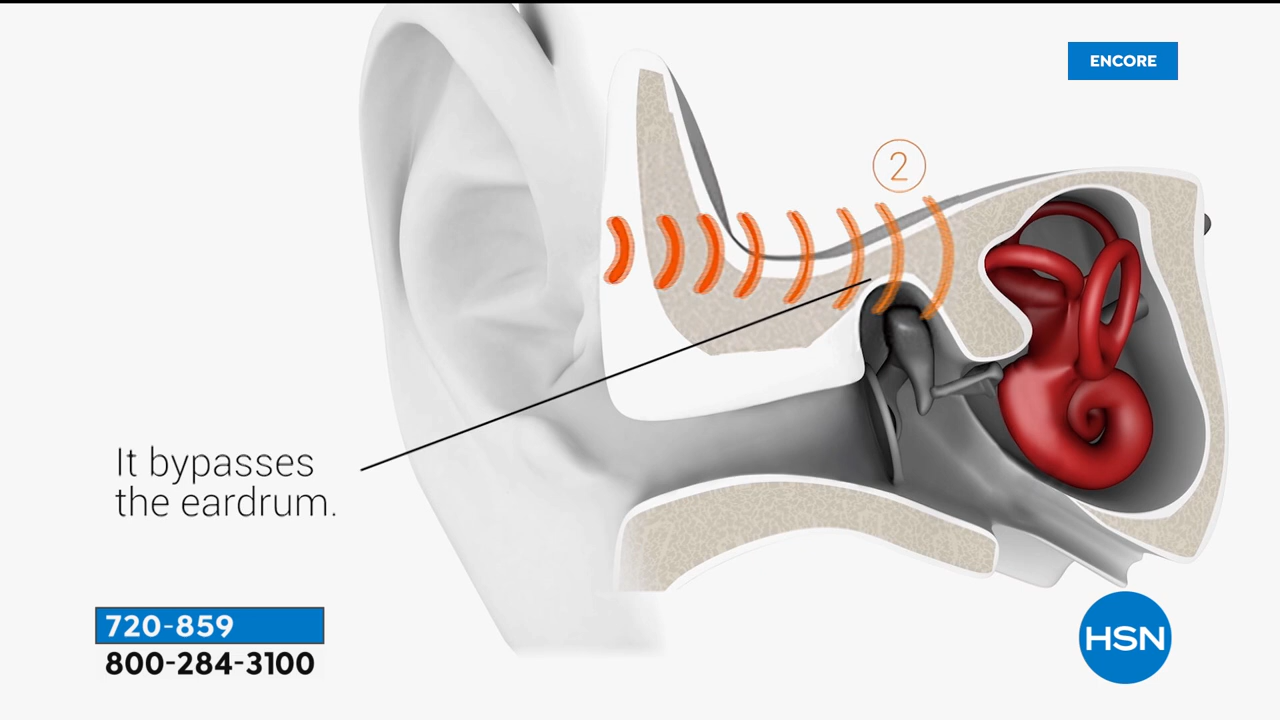 ENCORE
2
It bypasses
the eardrum.
720-859
800-284-3100
HSN